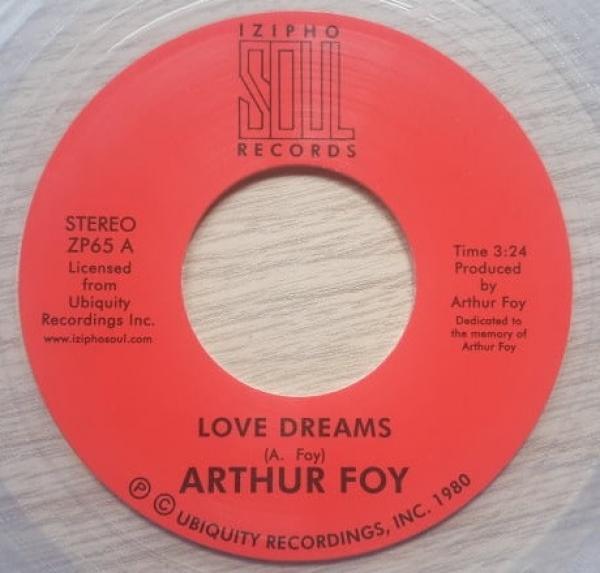 IZIPHO
SOUL
RECORDS
STEREO
ZP65 A
Licensed
from
Ubiquity
Recordings Inc.
www.iziphosoul.com
Time 3:24
Produced
by
Arthur Foy
Dedicated to
the memory of
Arthur Foy
LOVE DREAMS
(A. Foy)
ARTHUR FOY
Ⓟ © UBIQUITY RECORDINGS, INC. 1980